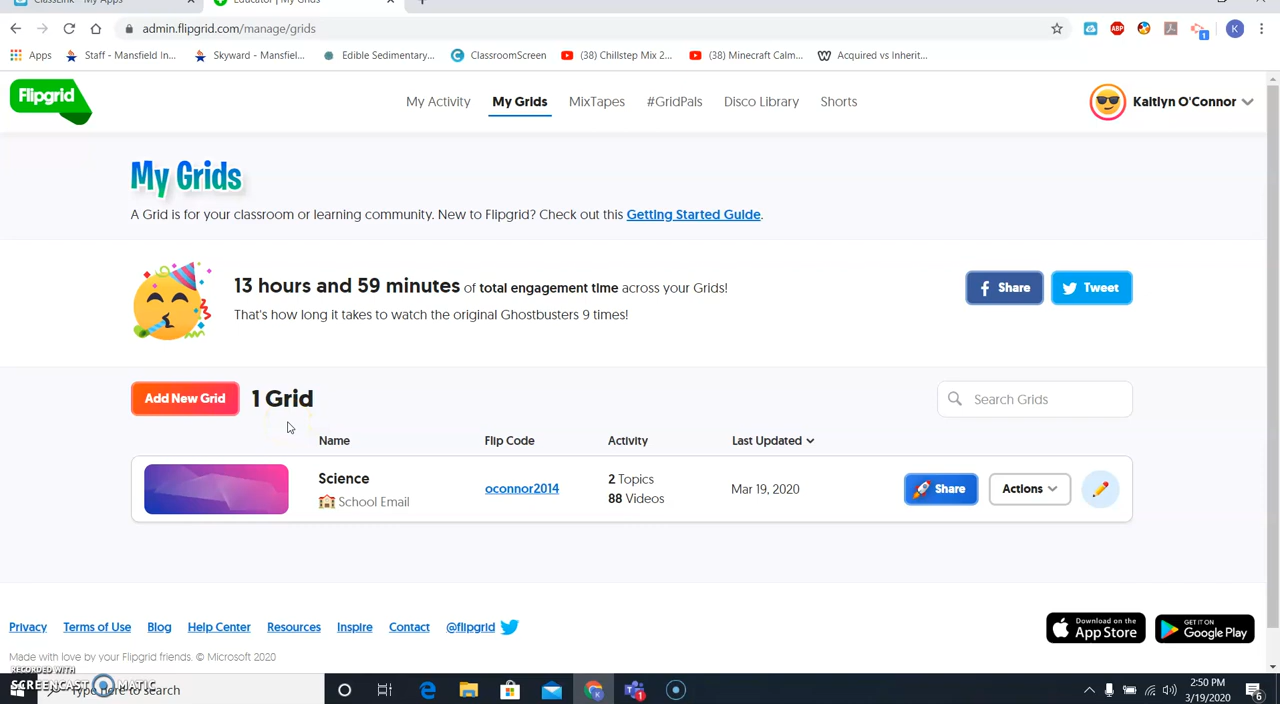 ClassLink - My Apps
Educator | My Grids
admin.flipgrid.com/manage/grids
ABP
1
K
Apps
Staff - Mansfield In...
Skyward - Mansfiel...
Edible Sedimentary...
ClassroomScreen
(38) Chillstep Mix 2...
(38) Minecraft Calm...
Acquired vs Inherit...
Flipgrid
My Activity
My Grids
MixTapes
#GridPals
Disco Library
Shorts
Kaitlyn O'Connor
My Grids
A Grid is for your classroom or learning community. New to Flipgrid? Check out this Getting Started Guide.
13 hours and 59 minutes of total engagement time across your Grids!
That's how long it takes to watch the original Ghostbusters 9 times!
Share
Tweet
Add New Grid
1 Grid
Search Grids
Name
Flip Code
Activity
Last Updated
Science
School Email
oconnor2014
2 Topics
88 Videos
Mar 19, 2020
Share
Actions
Privacy
Terms of Use
Blog
Help Center
Resources
Inspire
Contact
@flipgrid
Download on the
App Store
GET IT ON
Google Play
Made with love by your Flipgrid friends. © Microsoft 2020
RECORDED WITH
SCREENCAST MATIC
Type here to search
2:50 PM
3/19/2020
6